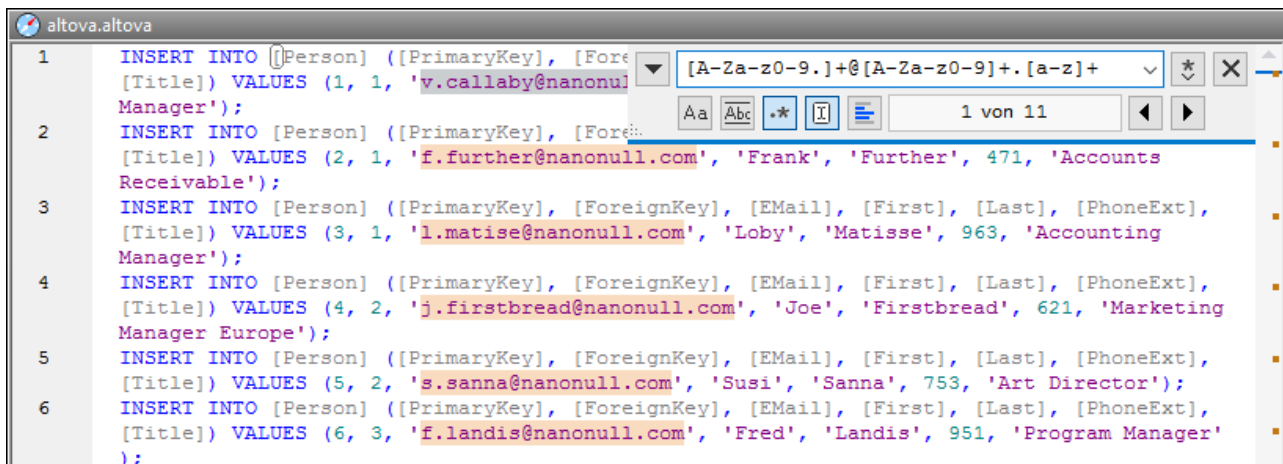 altova.altova
1 INSERT INTO [Person] ([PrimaryKey], [Fore
[A-Za-z0-9.]+@[A-Za-z0-9]+.[a-z]+
[Title]) VALUES (1, 1, 'v.callaby@nanonul
Aa Abc .* 1 von 11
Manager');
2 INSERT INTO [Person] ([PrimaryKey], [Fore
[Title]) VALUES (2, 1, 'f.further@nanonull.com', 'Frank', 'Further', 471, 'Accounts
Receivable');
3 INSERT INTO [Person] ([PrimaryKey], [ForeignKey], [EMail], [First], [Last], [PhoneExt],
[Title]) VALUES (3, 1, 'l.matise@nanonull.com', 'Loby', 'Matisse', 963, 'Accounting
Manager');
4 INSERT INTO [Person] ([PrimaryKey], [ForeignKey], [EMail], [First], [Last], [PhoneExt],
[Title]) VALUES (4, 2, 'j.firstbread@nanonull.com', 'Joe', 'Firstbread', 621, 'Marketing
Manager Europe');
5 INSERT INTO [Person] ([PrimaryKey], [ForeignKey], [EMail], [First], [Last], [PhoneExt],
[Title]) VALUES (5, 2, 's.sanna@nanonull.com', 'Susi', 'Sanna', 753, 'Art Director');
6 INSERT INTO [Person] ([PrimaryKey], [ForeignKey], [EMail], [First], [Last], [PhoneExt],
[Title]) VALUES (6, 3, 'f.landis@nanonull.com', 'Fred', 'Landis', 951, 'Program Manager'
);